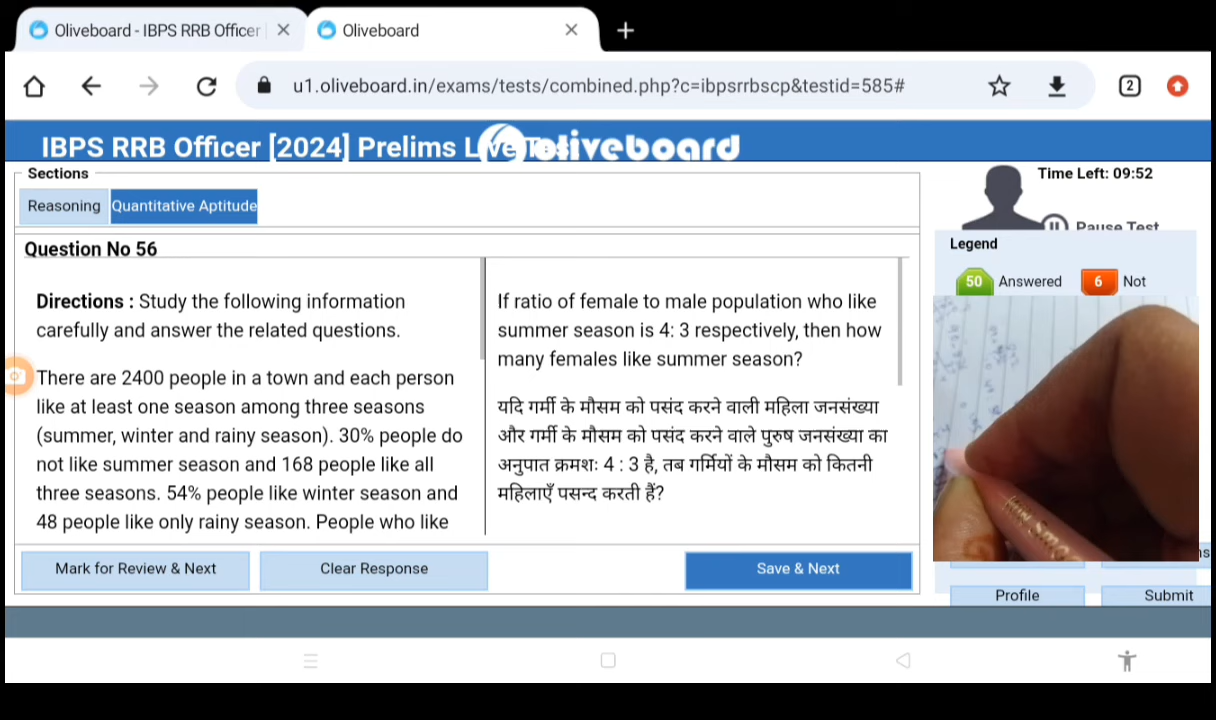 Oliveboard - IBPS RRB Officer
Oliveboard
u1.oliveboard.in/exams/tests/combined.php?c=ibpsrrbscp&testid=585#
2
IBPS RRB Officer [2024] Prelims Live Test
oliveboard
Sections
Reasoning
Quantitative Aptitude
Time Left: 09:52
Pause Test
Question No 56
Directions : Study the following information
carefully and answer the related questions.
There are 2400 people in a town and each person
like at least one season among three seasons
(summer, winter and rainy season). 30% people do
not like summer season and 168 people like all
three seasons. 54% people like winter season and
48 people like only rainy season. People who like
If ratio of female to male population who like
summer season is 4: 3 respectively, then how
many females like summer season?
यदि गर्मी के मौसम को पसंद करने वाली महिला जनसंख्या
और गर्मी के मौसम को पसंद करने वाले पुरुष जनसंख्या का
अनुपात क्रमशः 4 : 3 है, तब गर्मियों के मौसम को कितनी
महिलाएँ पसन्द करती हैं?
Legend
50 Answered
6 Not
Mark for Review & Next
Clear Response
Save & Next
Profile
Submit